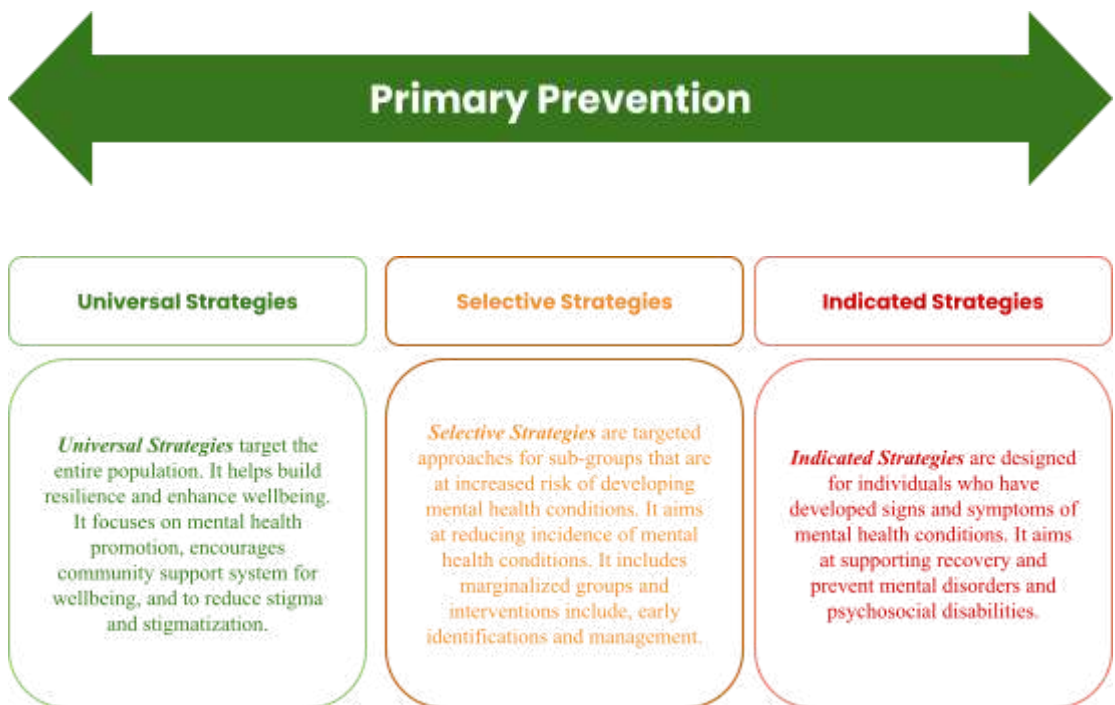 Primary Prevention
Universal Strategies
Selective Strategies
Indicated Strategies
Universal Strategies target the
entire population. It helps build
resilience and enhance wellbeing.
It focuses on mental health
promotion, encourages
community support system for
wellbeing, and to reduce stigma
and stigmatization.
Selective Strategies are targeted
approaches for sub-groups that are
at increased risk of developing
mental health conditions. It aims
at reducing incidence of mental
health conditions. It includes
marginalized groups and
interventions include, early
identifications and management.
Indicated Strategies are designed
for individuals who have
developed signs and symptoms of
mental health conditions. It aims
at supporting recovery and
prevent mental disorders and
psychosocial disabilities.